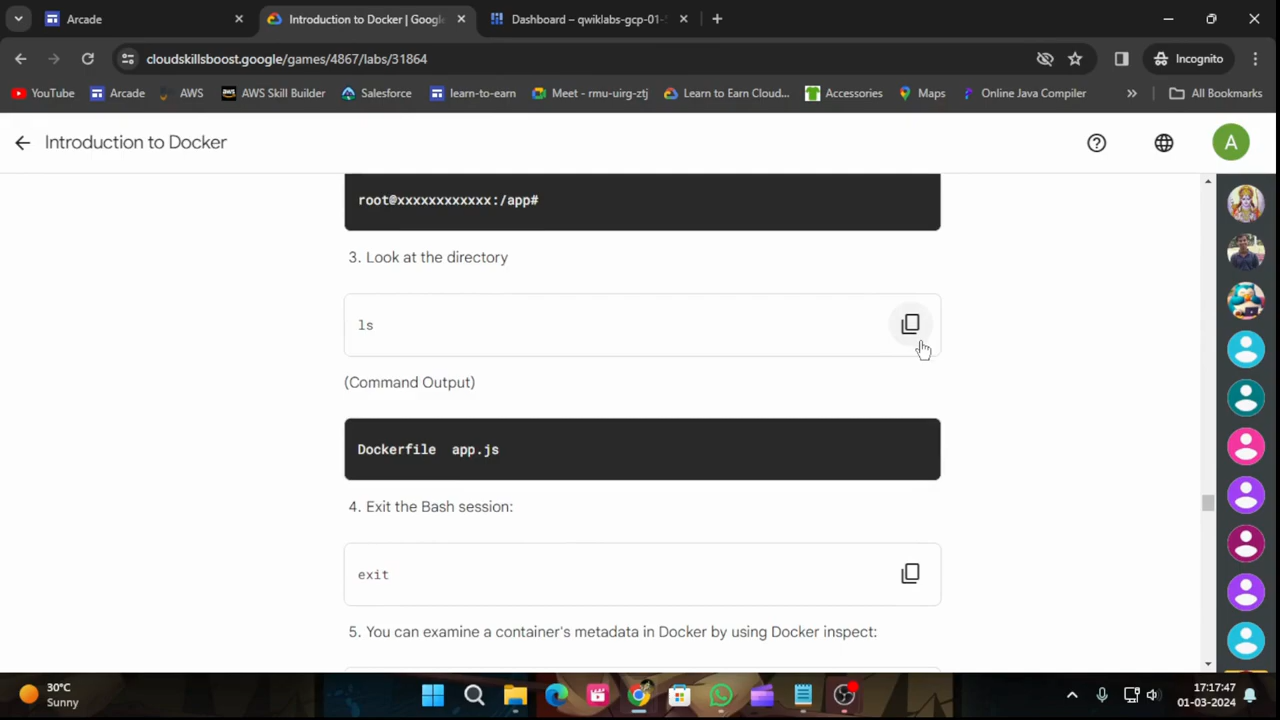 Arcade
Introduction to Docker | Google
Dashboard – qwiklabs-gcp-01-
cloudskillsboost.google/games/4867/labs/31864
Incognito
YouTube
Arcade
AWS
AWS Skill Builder
Salesforce
learn-to-earn
Meet - rmu-uirg-ztj
Learn to Earn Cloud...
Accessories
Maps
Online Java Compiler
»
All Bookmarks
Introduction to Docker
A
root@xxxxxxxxxxxx:/app#
3. Look at the directory
ls
(Command Output)
Dockerfile app.js
4. Exit the Bash session:
exit
5. You can examine a container's metadata in Docker by using Docker inspect:
30°C
Sunny
17:17:47
01-03-2024